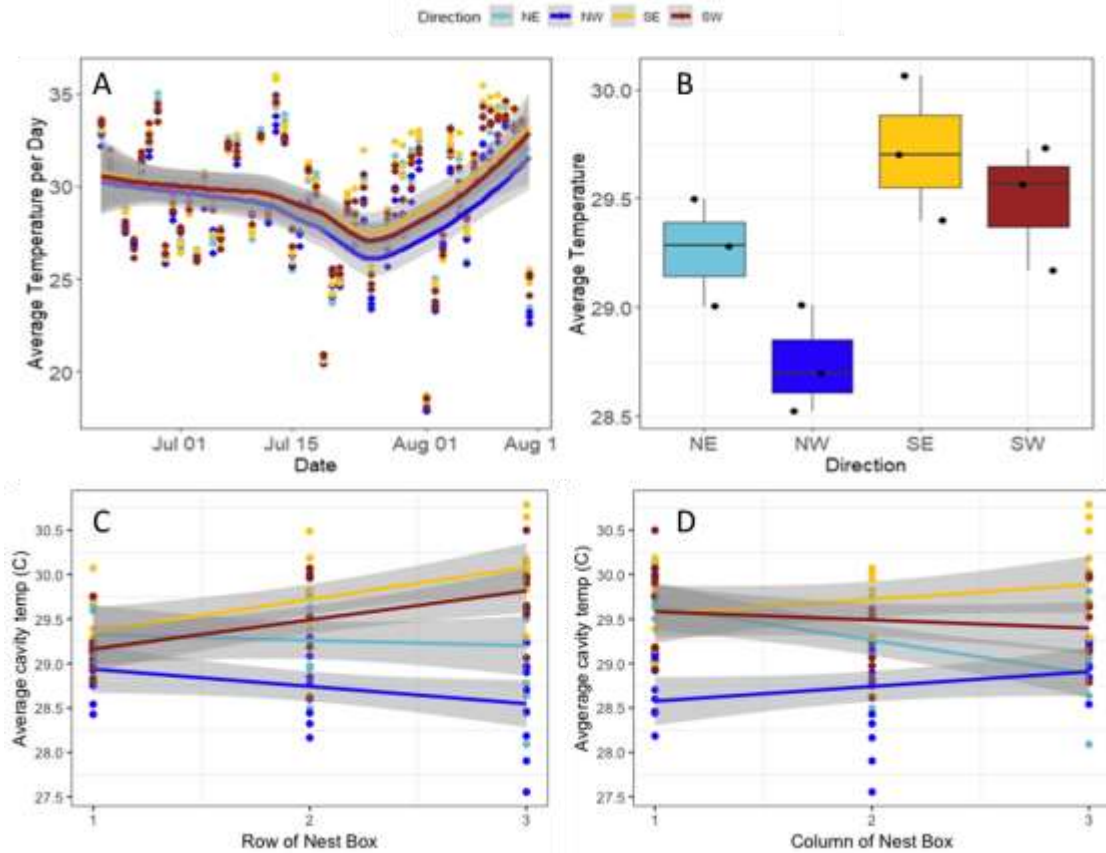 Direction NE NW SE SW
A
Average Temperature per Day
35
30
25
20
Jul 01 Jul 15 Aug 01 Aug 1
Date
B
Average Temperature
30.0
29.5
29.0
28.5
NE NW SE SW
Direction
C
Average cavity temp (C)
30.5
30.0
29.5
29.0
28.5
28.0
27.5
1 2 3
Row of Nest Box
D
Avgerage cavity temp (C)
30.5
30.0
29.5
29.0
28.5
28.0
27.5
1 2 3
Column of Nest Box